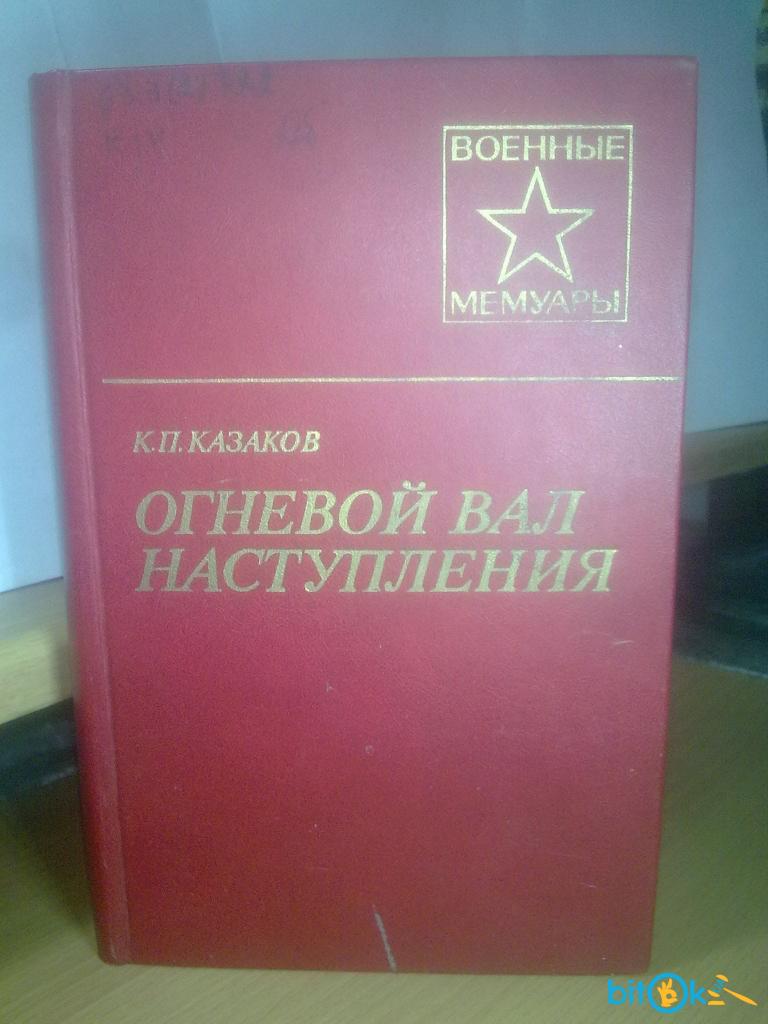 ВОЕННЫЕ
МЕМУАРЫ
К.П. КАЗАКОВ
ОГНЕВОЙ ВАЛ
НАСТУПЛЕНИЯ
bitOk